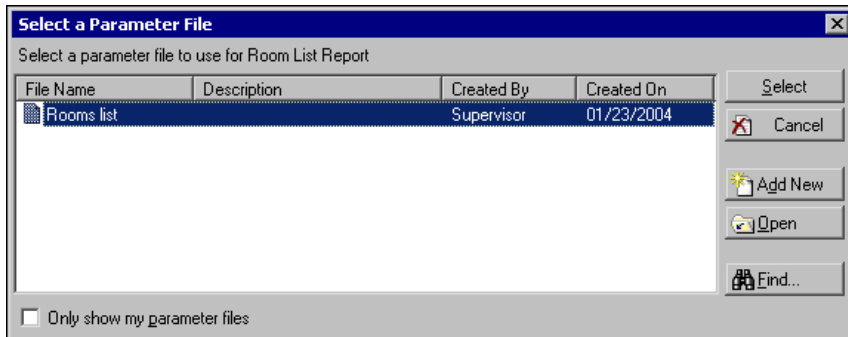 Select a Parameter File
Select a parameter file to use for Room List Report
File Name Description Created By Created On
Rooms list Supervisor 01/23/2004
Select
Cancel
Add New
Open
Find...
Only show my parameter files